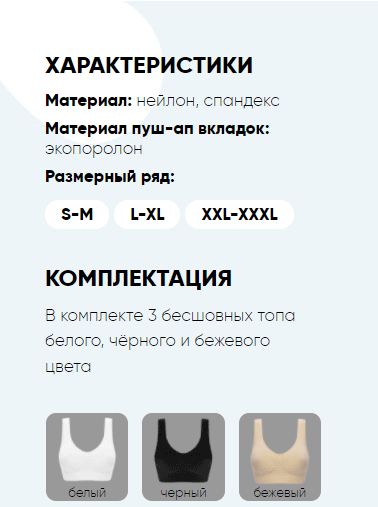 ХАРАКТЕРИСТИКИ
Материал: нейлон, спандекс
Материал пуш-ап вкладок:
экопоролон
Размерный ряд:
S-M L-XL XXL-XXXL
КОМПЛЕКТАЦИЯ
В комплекте 3 бесшовных топа
белого, чёрного и бежевого
цвета
белый черный бежевый